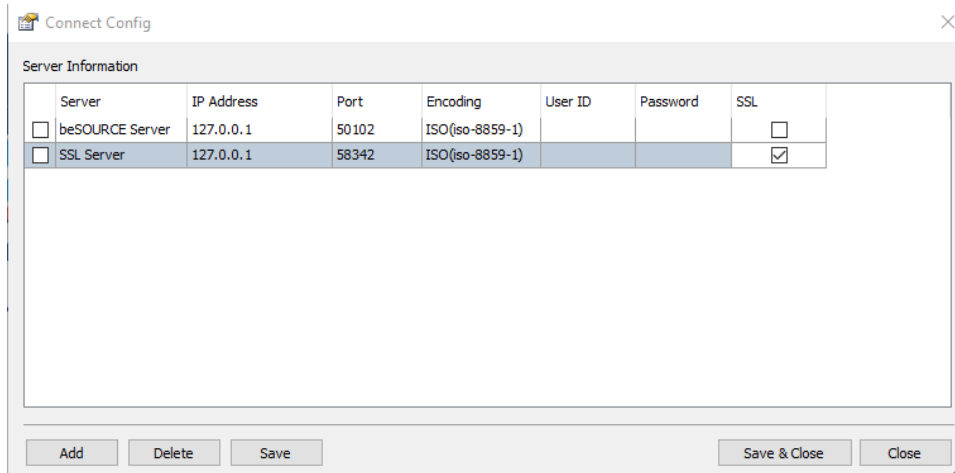 Connect Config
Server Information
Server IP Address Port Encoding User ID Password SSL
beSOURCE Server 127.0.0.1 50102 ISO(iso-8859-1)
SSL Server 127.0.0.1 58342 ISO(iso-8859-1)
Add Delete Save Save & Close Close